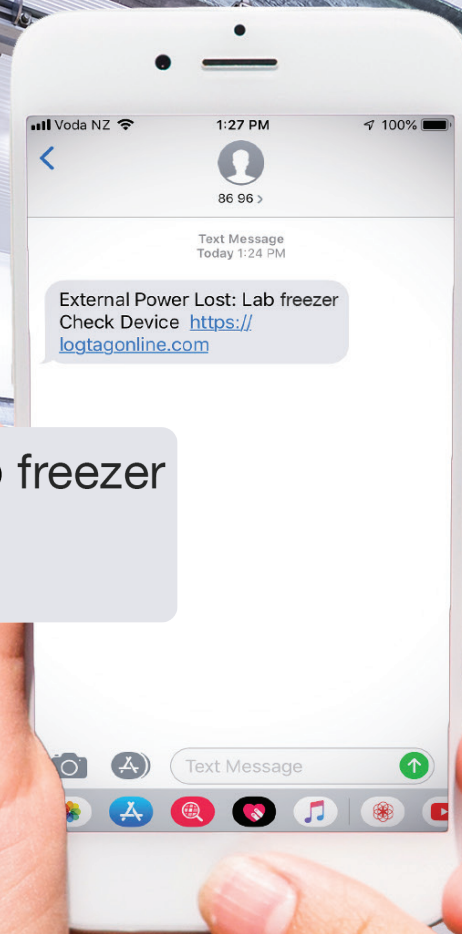 Voda NZ 1:27 PM 100%
86 96 >
Text Message
Today 1:24 PM
External Power Lost: Lab freezer
Check Device https://
logtagonline.com
freezer
Text Message